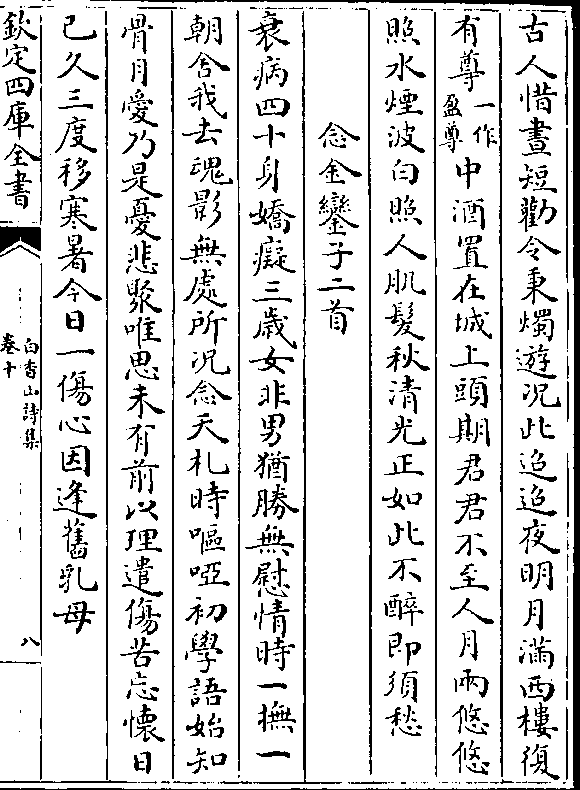 古人惜晝短勸令秉燭遊況此迢迢夜明月滿西樓復
有尊一作盈尊中酒置在城上頭期君君不至人月兩悠悠
照水煙波白照人肌髮秋清光正如此不醉即須愁
念金鑾子二首
衰病四十身嬌癡三歳女非男猶勝無慰情時一撫一
朝舍我去魂影無處所况念夭札時嘔啞初學語始知
骨月愛乃是憂悲聚唯思未有前以理遣傷苦忘懷日
已久三度移寒暑今日一傷心因逢舊乳母
欽定四庫全書
白香山詩集
卷十
八